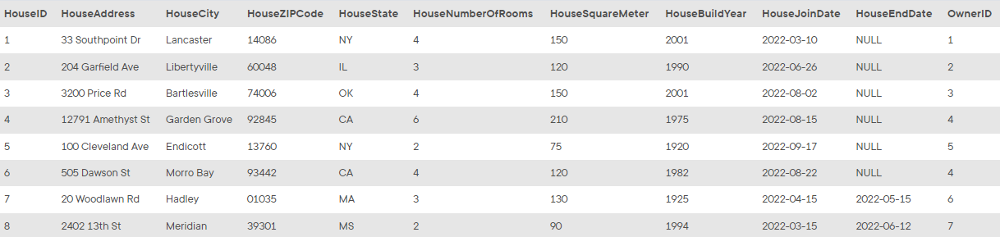 HouseID HouseAddress HouseCity HouseZIPCode HouseState HouseNumberOfRooms HouseSquareMeter HouseBuildYear HouseJoinDate HouseEndDate OwnerID
1 33 Southpoint Dr Lancaster 14086 NY 4 150 2001 2022-03-10 NULL 1
2 204 Garfield Ave Libertyville 60048 IL 3 120 1990 2022-06-26 NULL 2
3 3200 Price Rd Bartlesville 74006 OK 4 150 2001 2022-08-02 NULL 3
4 12791 Amethyst St Garden Grove 92845 CA 6 210 1975 2022-08-15 NULL 4
5 100 Cleveland Ave Endicott 13760 NY 2 75 1920 2022-09-17 NULL 5
6 505 Dawson St Morro Bay 93442 CA 4 120 1982 2022-08-22 NULL 4
7 20 Woodlawn Rd Hadley 01035 MA 3 130 1925 2022-04-15 2022-05-15 6
8 2402 13th St Meridian 39301 MS 2 90 1994 2022-03-15 2022-06-12 7